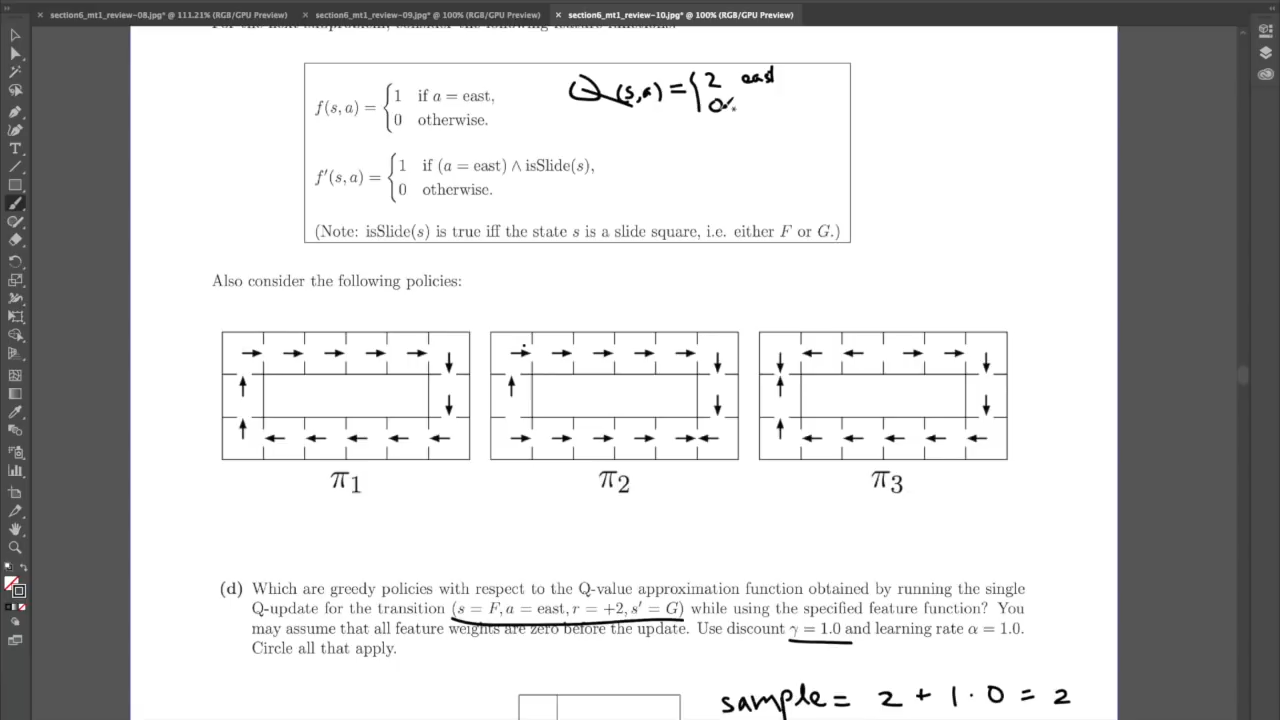 section6_mt1_review-08.jpg* @ 111.21% (RGB/GPU Preview) section6_mt1_review-09.jpg* @ 100% (RGB/GPU Preview) section6_mt1_review-10.jpg* @ 100% (RGB/GPU Preview)
f(s, a) = { 1 if a = east, 0 otherwise.
Q(s,a) = { 2 east 0
f′(s, a) = { 1 if (a = east) ∧ isSlide(s), 0 otherwise.
(Note: isSlide(s) is true iff the state s is a slide square, i.e. either F or G.)
Also consider the following policies:
π1 π2 π3
(d) Which are greedy policies with respect to the Q-value approximation function obtained by running the single
Q-update for the transition (s = F, a = east, r = +2, s′ = G) while using the specified feature function? You
may assume that all feature weights are zero before the update. Use discount γ = 1.0 and learning rate α = 1.0.
Circle all that apply.
sample = 2 + 1 · 0 = 2